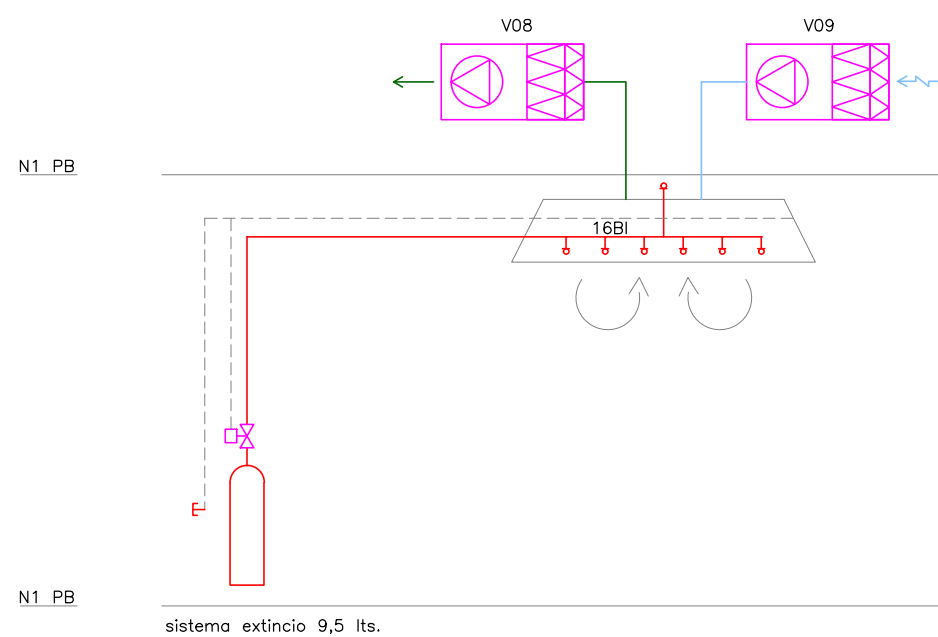 V08
V09
N1 PB
16BI
N1 PB
sistema extincio 9,5 lts.